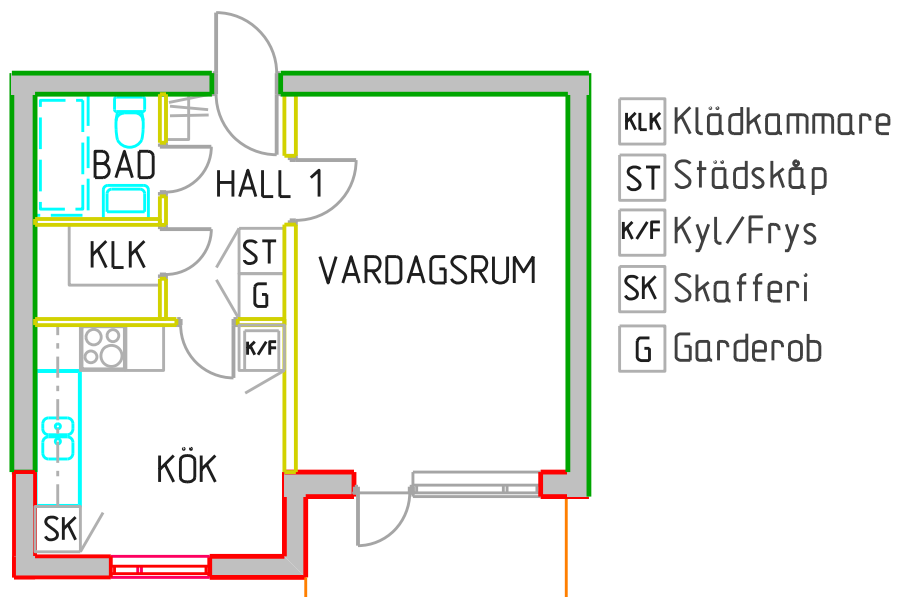 BAD
HALL 1
KLK
ST
G
VARDAGSRUM
K/F
KÖK
SK
KLK Klädkammare
ST Städskåp
K/F Kyl/Frys
SK Skafferi
G Garderob